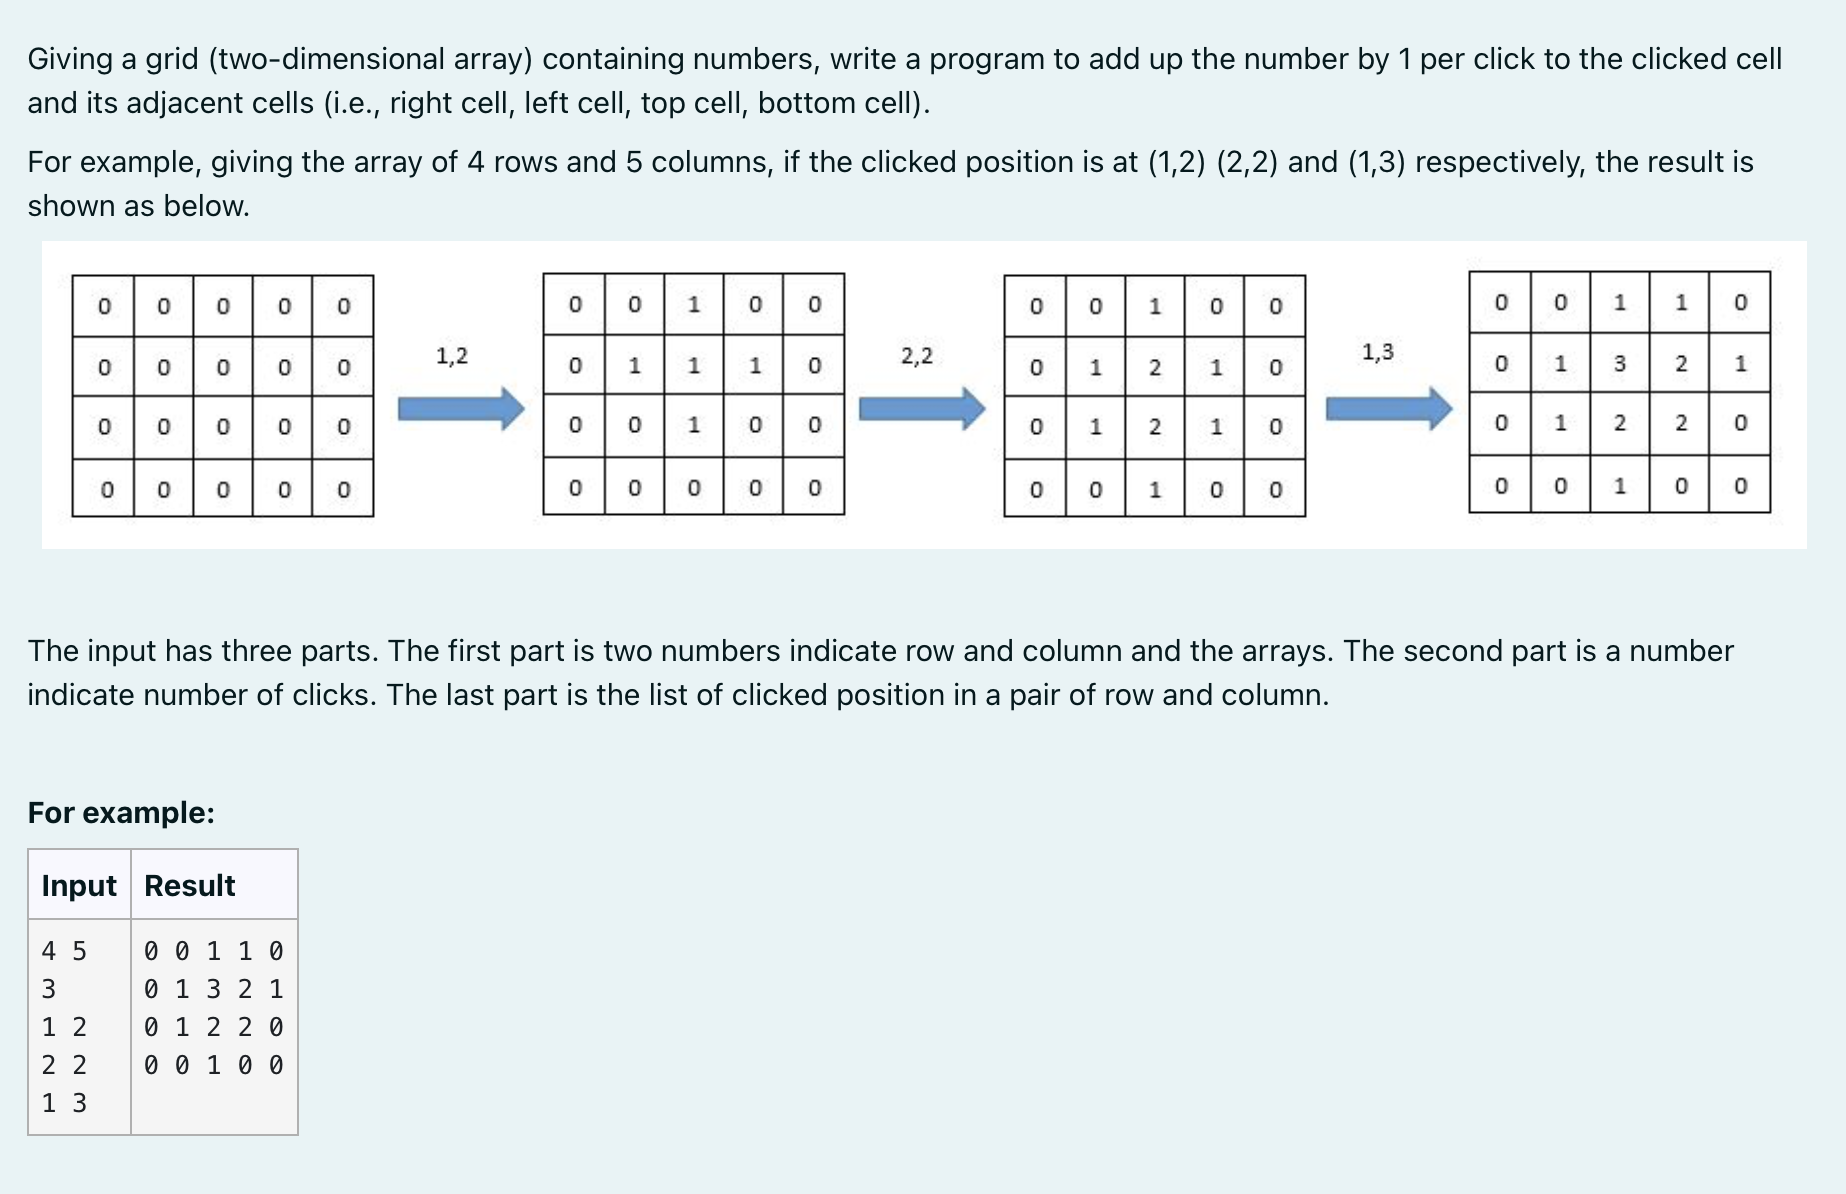 Giving a grid (two-dimensional array) containing numbers, write a program to add up the number by 1 per click to the clicked cell
and its adjacent cells (i.e., right cell, left cell, top cell, bottom cell).
For example, giving the array of 4 rows and 5 columns, if the clicked position is at (1,2) (2,2) and (1,3) respectively, the result is
shown as below.
0 0 0 0 0
0 0 0 0 0
0 0 0 0 0
0 0 0 0 0
1,2
0 0 1 0 0
0 1 1 1 0
0 0 1 0 0
0 0 0 0 0
2,2
0 0 1 0 0
0 1 2 1 0
0 1 2 1 0
0 0 1 0 0
1,3
0 0 1 1 0
0 1 3 2 1
0 1 2 2 0
0 0 1 0 0
The input has three parts. The first part is two numbers indicate row and column and the arrays. The second part is a number
indicate number of clicks. The last part is the list of clicked position in a pair of row and column.
For example:
Input Result
4 5
3
1 2
2 2
1 3
0 0 1 1 0
0 1 3 2 1
0 1 2 2 0
0 0 1 0 0